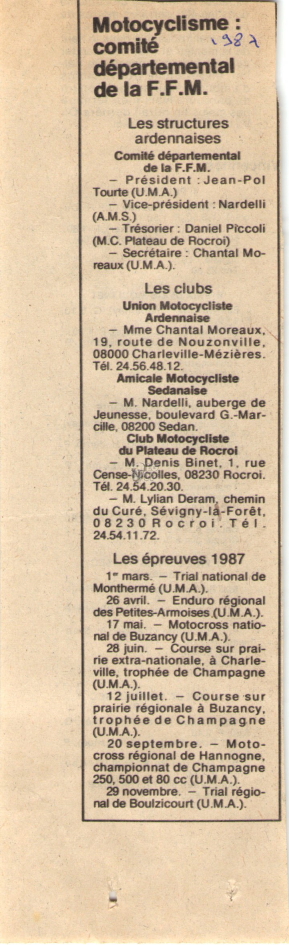 Motocyclisme :
1987
comité
départemental
de la F.F.M.
Les structures
ardennaises
Comité départemental
de la F.F.M.
– Président : Jean-Pol
Tourte (U.M.A.)
– Vice-président : Nardelli
(A.M.S.)
– Trésorier : Daniel Piccoli
(M.C. Plateau de Rocroi)
– Secrétaire : Chantal Mo-
reaux (U.M.A.).
Les clubs
Union Motocycliste
Ardennaise
– Mme Chantal Moreaux,
19, route de Nouzonville,
08000 Charleville-Mézières.
Tél. 24.56.48.12.
Amicale Motocycliste
Sedanaise
– M. Nardelli, auberge de
Jeunesse, boulevard G.-Mar-
cille, 08200 Sedan.
Club Motocycliste
du Plateau de Rocroi
– M. Denis Binet, 1, rue
Cense-Nicolles, 08230 Rocroi.
Tél. 24.54.20.30.
– M. Lylian Deram, chemin
du Curé, Sévigny-la-Forêt,
08230 Rocroi. Tél.
24.54.11.72.
Les épreuves 1987
1er mars. – Trial national de
Monthermé (U.M.A.).
26 avril. – Enduro régional
des Petites-Armoises (U.M.A.).
17 mai. – Motocross natio-
nal de Buzancy (U.M.A.).
28 juin. – Course sur prai-
rie extra-nationale, à Charle-
ville, trophée de Champagne
(U.M.A.).
12 juillet. – Course sur
prairie régionale à Buzancy,
trophée de Champagne
(U.M.A.).
20 septembre. – Moto-
cross régional de Hannogne,
championnat de Champagne
250, 500 et 80 cc (U.M.A.).
29 novembre. – Trial régio-
nal de Boulzicourt (U.M.A.).